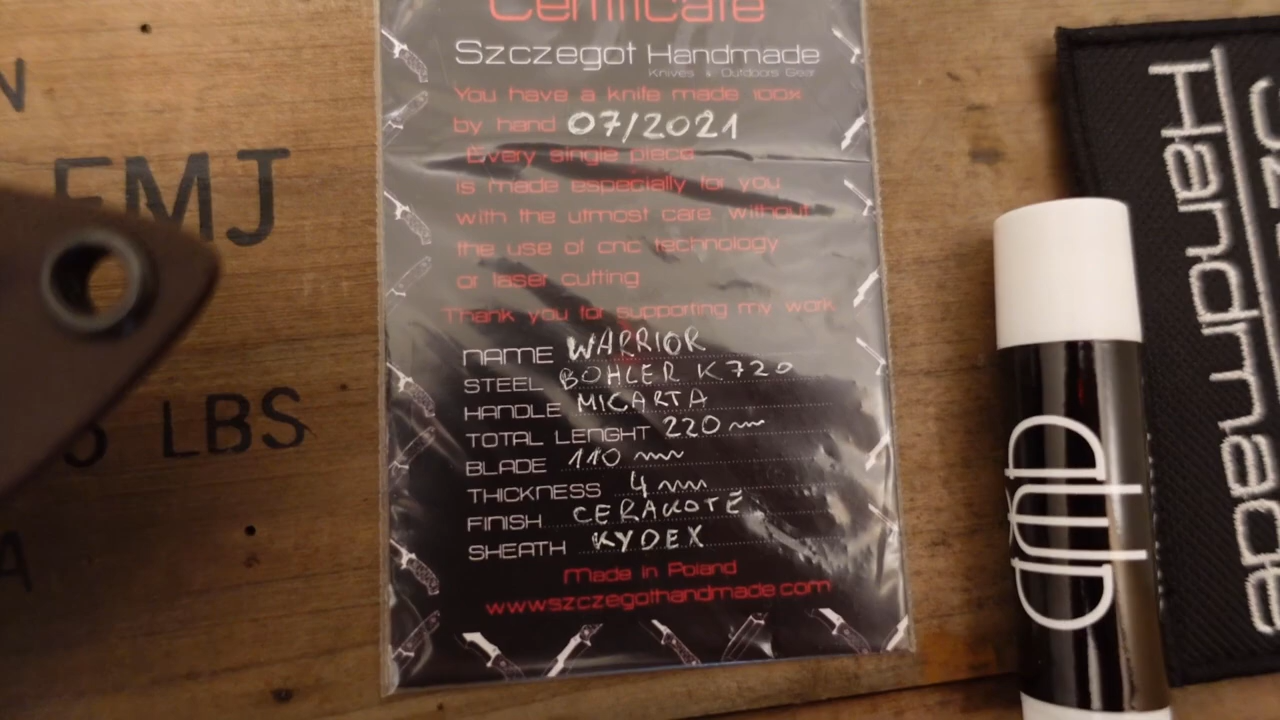 Certificate
Szczegot Handmade
Knives & Outdoors Gear
You have a knife made 100%
by hand 07/2021
Every single piece
is made especially for you
with the utmost care, without
the use of cnc technology
or laser cutting
Thank you for supporting my work
NAME WARRIOR
STEEL BOHLER K720
HANDLE MICARTA
TOTAL LENGHT 220 mm
BLADE 110 mm
THICKNESS 4 mm
FINISH CERAKOTE
SHEATH KYDEX
Made in Poland
www.szczegothandmade.com
FMJ
LBS
Handmade